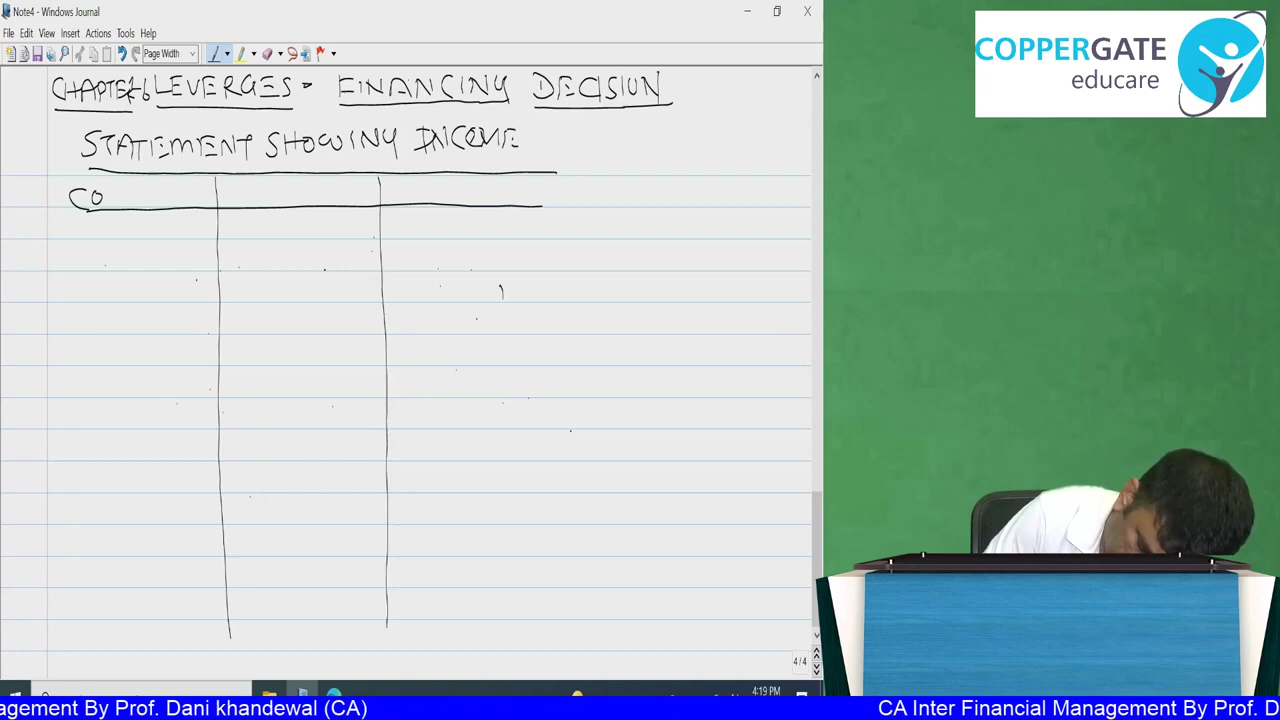 Note4 - Windows Journal
File Edit View Insert Actions Tools Help
Page Width
CHAPTER-6 LEVERGES - FINANCING DECISION
STATEMENT SHOWING INCOME
CO
4/4
4:19 PM
COPPERGATE
educare
agement By Prof. Dani khandewal (CA)
CA Inter Financial Management By Prof. D